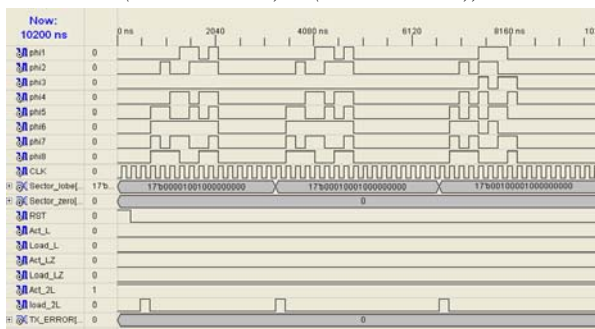 Now:
10200 ns
0 ns 2040 4080 ns 6120 8160 ns 10
phi1 0
phi2 0
phi3 0
phi4 0
phi5 0
phi6 0
phi7 0
phi8 0
CLK 0
Sector_lobe[... 17'b... 17'b00001001000000000 17'b00010001000000000 17'b00100001000000000
Sector_zero[... 0 0
RST 0
Act_L 0
Load_L 0
Act_LZ 0
Load_LZ 0
Act_2L 1
load_2L 0
TX_ERROR[... 0 0